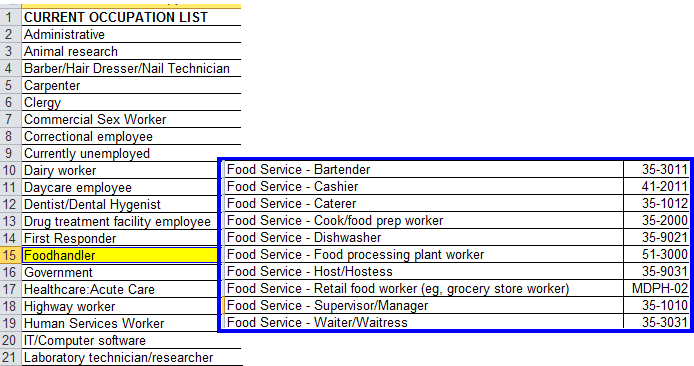 1 CURRENT OCCUPATION LIST
2 Administrative
3 Animal research
4 Barber/Hair Dresser/Nail Technician
5 Carpenter
6 Clergy
7 Commercial Sex Worker
8 Correctional employee
9 Currently unemployed
10 Dairy worker
11 Daycare employee
12 Dentist/Dental Hygenist
13 Drug treatment facility employee
14 First Responder
15 Foodhandler
16 Government
17 Healthcare:Acute Care
18 Highway worker
19 Human Services Worker
20 IT/Computer software
21 Laboratory technician/researcher
Food Service - Bartender 35-3011
Food Service - Cashier 41-2011
Food Service - Caterer 35-1012
Food Service - Cook/food prep worker 35-2000
Food Service - Dishwasher 35-9021
Food Service - Food processing plant worker 51-3000
Food Service - Host/Hostess 35-9031
Food Service - Retail food worker (eg, grocery store worker) MDPH-02
Food Service - Supervisor/Manager 35-1010
Food Service - Waiter/Waitress 35-3031